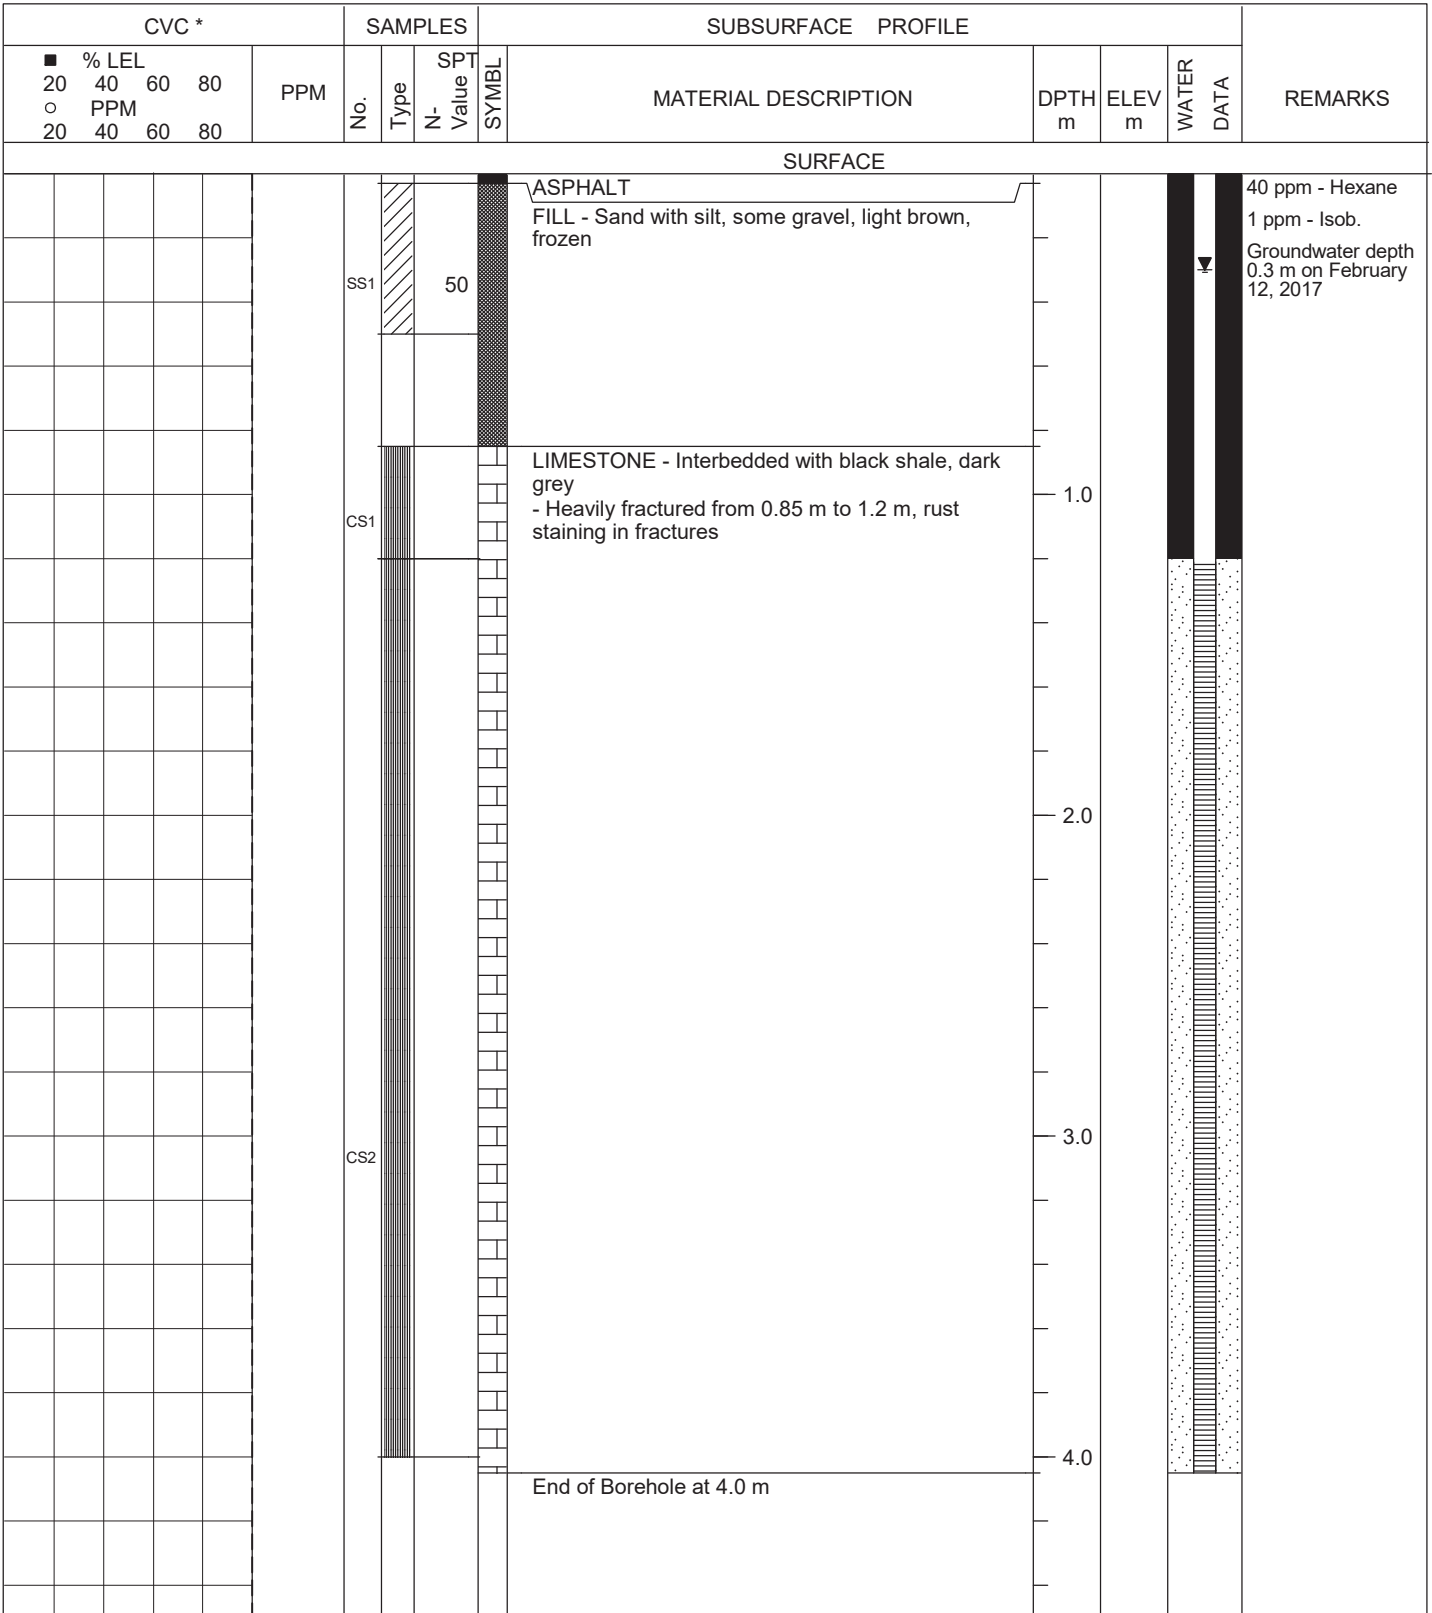 CVC *
SAMPLES
SUBSURFACE PROFILE
% LEL
20 40 60 80
PPM
20 40 60 80
PPM
No.
Type
SPT
N-
Value
SYMBL
MATERIAL DESCRIPTION
DPTH
m
ELEV
m
WATER
DATA
REMARKS
SURFACE
ASPHALT
FILL - Sand with silt, some gravel, light brown,
frozen
40 ppm - Hexane
1 ppm - Isob.
Groundwater depth
0.3 m on February
12, 2017
SS1
50
LIMESTONE - Interbedded with black shale, dark
grey
- Heavily fractured from 0.85 m to 1.2 m, rust
staining in fractures
1.0
CS1
2.0
3.0
CS2
4.0
End of Borehole at 4.0 m